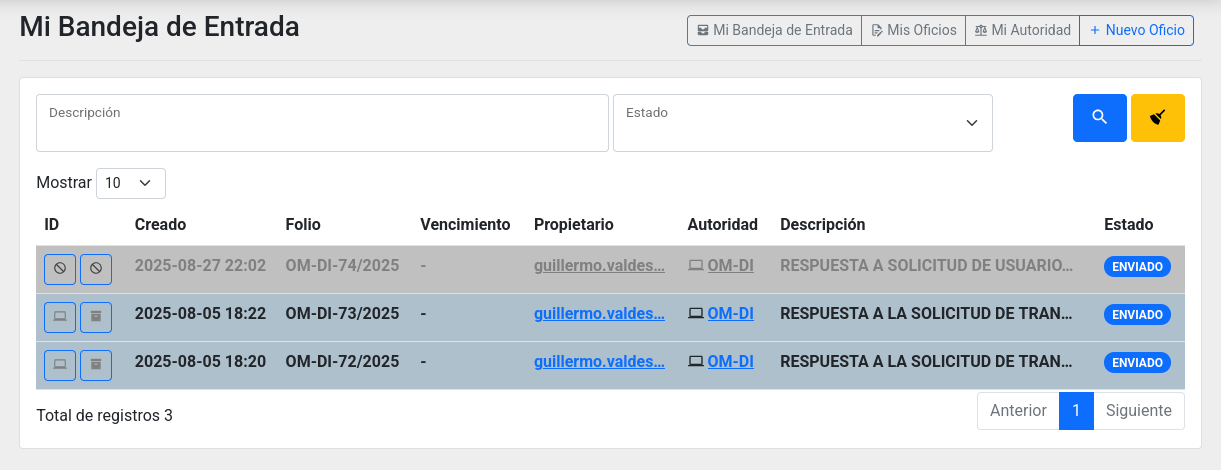 Mi Bandeja de Entrada
Mi Bandeja de Entrada Mis Oficios Mi Autoridad + Nuevo Oficio
Descripción Estado
Mostrar 10
ID Creado Folio Vencimiento Propietario Autoridad Descripción Estado
2025-08-27 22:02 OM-DI-74/2025 - guillermo.valdes... OM-DI RESPUESTA A SOLICITUD DE USUARIO... ENVIADO
2025-08-05 18:22 OM-DI-73/2025 - guillermo.valdes... OM-DI RESPUESTA A LA SOLICITUD DE TRAN... ENVIADO
2025-08-05 18:20 OM-DI-72/2025 - guillermo.valdes... OM-DI RESPUESTA A LA SOLICITUD DE TRAN... ENVIADO
Total de registros 3 Anterior 1 Siguiente